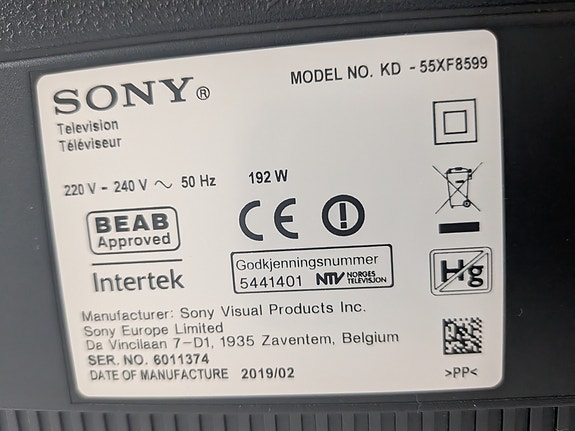 SONY®
MODEL NO. KD - 55XF8599
Television
Téléviseur
220 V - 240 V ~ 50 Hz 192 W
BEAB
Approved
Intertek
CE
Godkjenningsnummer
5441401 NTV NORGES
TELEVISJON
Hg
Manufacturer: Sony Visual Products Inc.
Sony Europe Limited
Da Vincilaan 7-D1, 1935 Zaventem, Belgium
SER. NO. 6011374
DATE OF MANUFACTURE 2019/02
>PP<